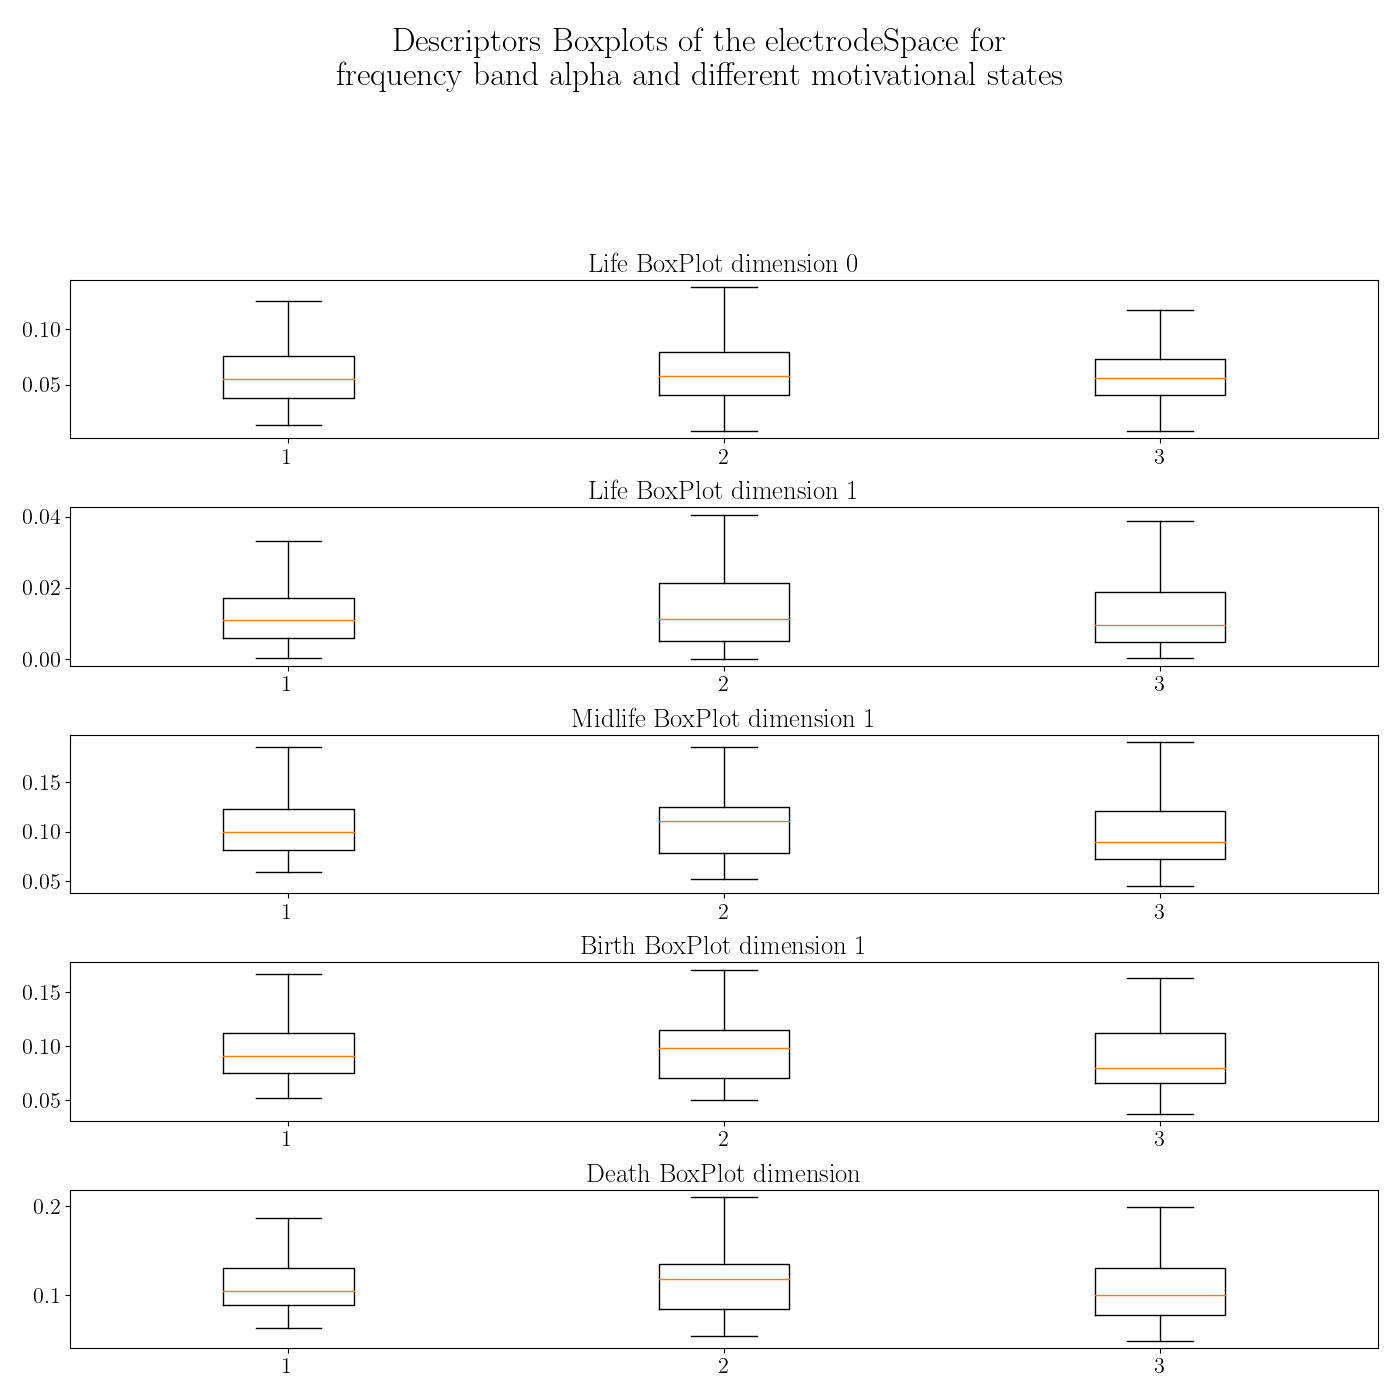 Descriptors Boxplots of the electrodeSpace for
frequency band alpha and different motivational states
Life BoxPlot dimension 0
0.10
0.05
1 2 3
Life BoxPlot dimension 1
0.04
0.02
0.00
1 2 3
Midlife BoxPlot dimension 1
0.15
0.10
0.05
1 2 3
Birth BoxPlot dimension 1
0.15
0.10
0.05
1 2 3
Death BoxPlot dimension
0.2
0.1
1 2 3